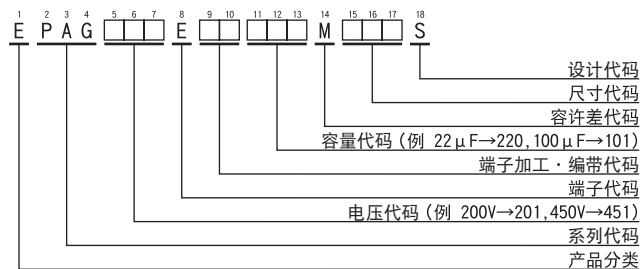 1 2 3 4 5 6 7 8 9 10 11 12 13 14 15 16 17 18
E PAG □□□ E □□ □□□ M □□□ S
设计代码
尺寸代码
容许差代码
容量代码 (例 22μF→220, 100μF→101)
端子加工・编带代码
端子代码
电压代码 (例 200V→201, 450V→451)
系列代码
产品分类